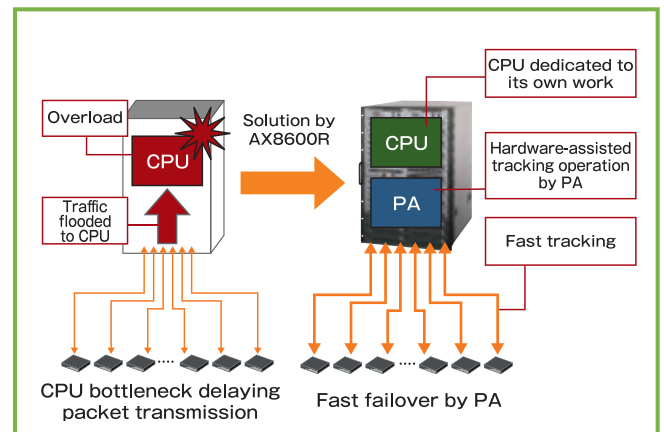 Overload
CPU
Traffic
flooded
to CPU
CPU bottleneck delaying
packet transmission
Solution by
AX8600R
CPU
PA
CPU dedicated to
its own work
Hardware-assisted
tracking operation
by PA
Fast tracking
Fast failover by PA